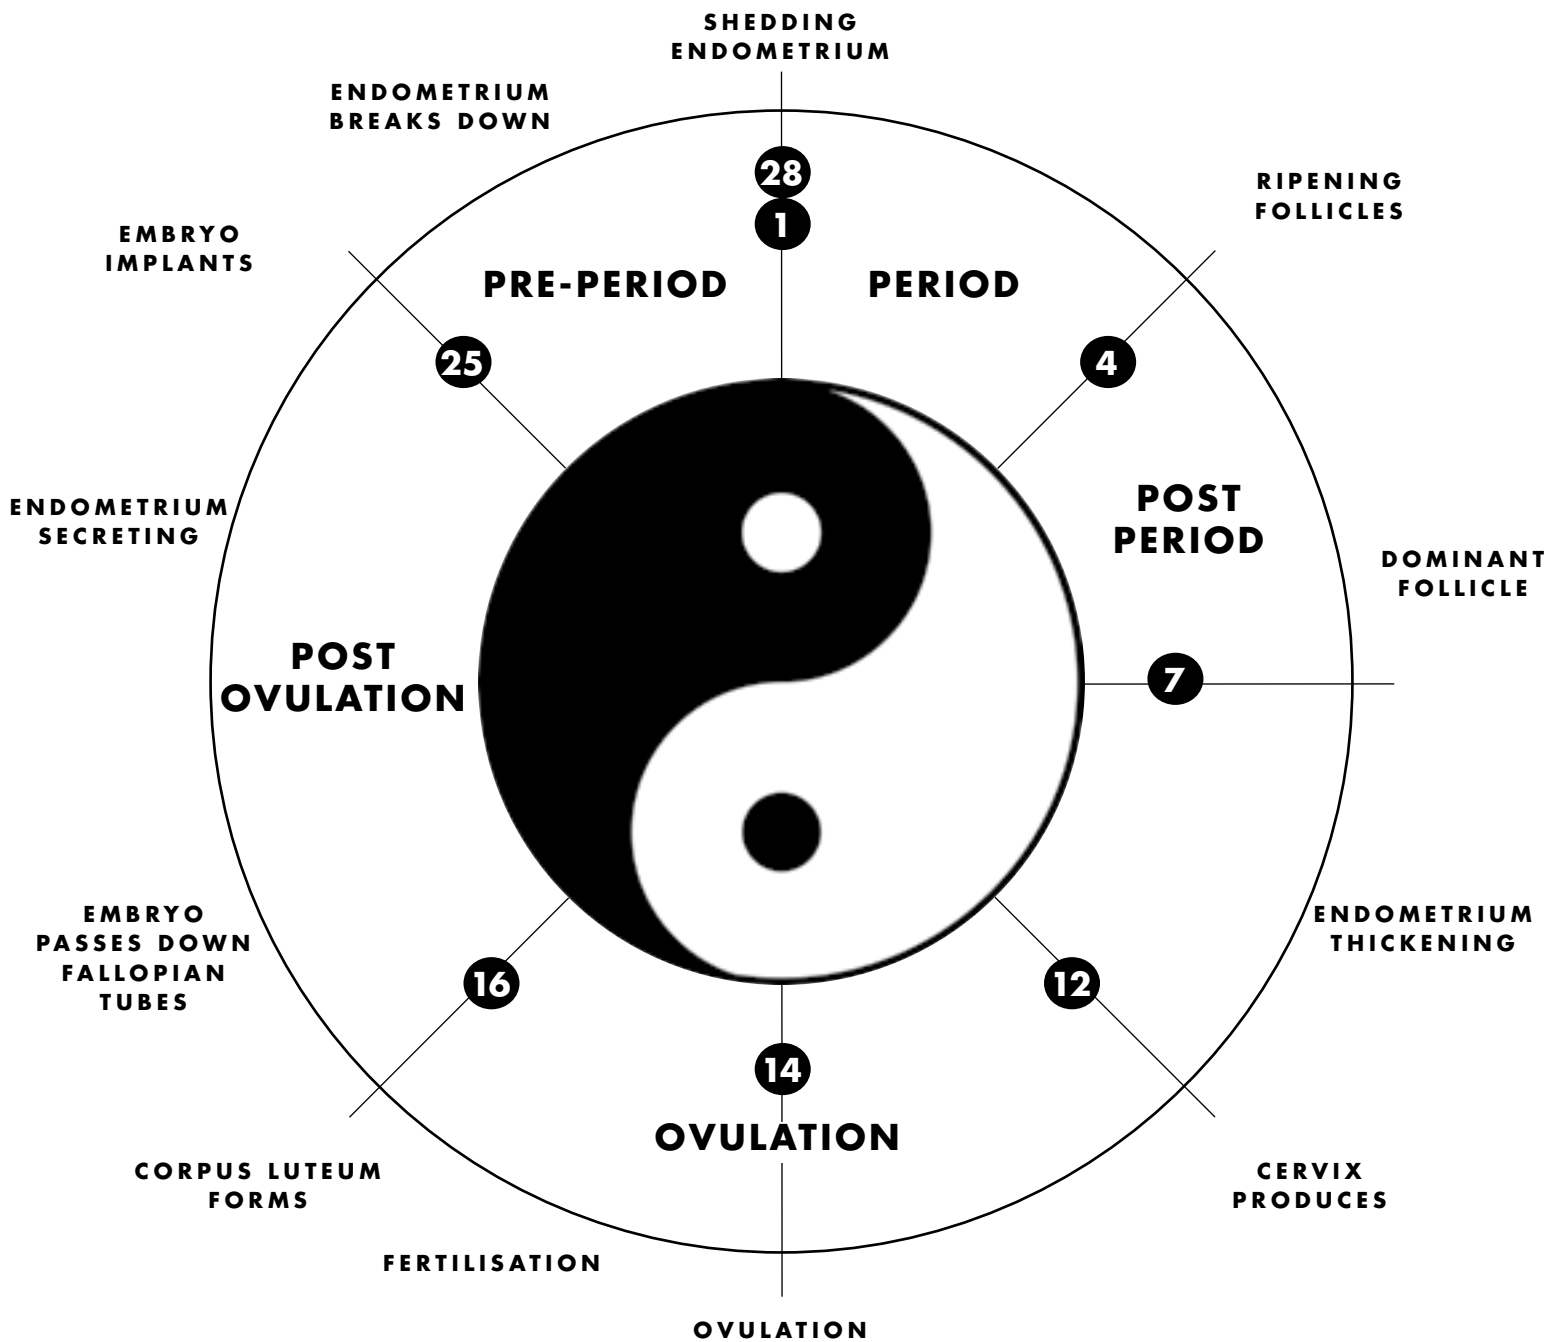 SHEDDING
ENDOMETRIUM
ENDOMETRIUM
BREAKS DOWN
28
1
RIPENING
FOLLICLES
EMBRYO
IMPLANTS
PRE-PERIOD
PERIOD
25
4
POST
PERIOD
ENDOMETRIUM
SECRETING
DOMINANT
FOLLICLE
POST
OVULATION
7
EMBRYO
PASSES DOWN
FALLOPIAN
TUBES
ENDOMETRIUM
THICKENING
16
12
14
OVULATION
CORPUS LUTEUM
FORMS
CERVIX
PRODUCES
FERTILISATION
OVULATION